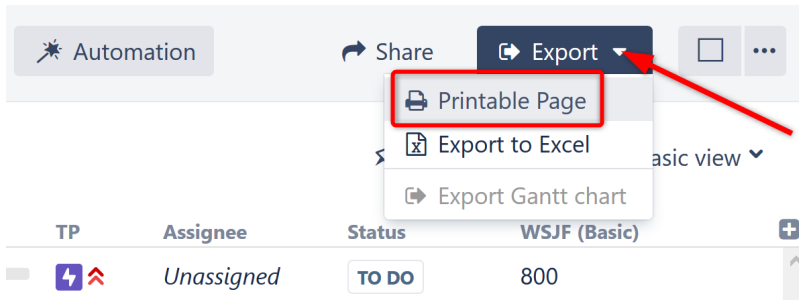 Automation Share Export
Printable Page
Export to Excel
asic view
Export Gantt chart
TP Assignee Status WSJF (Basic)
Unassigned TO DO 800